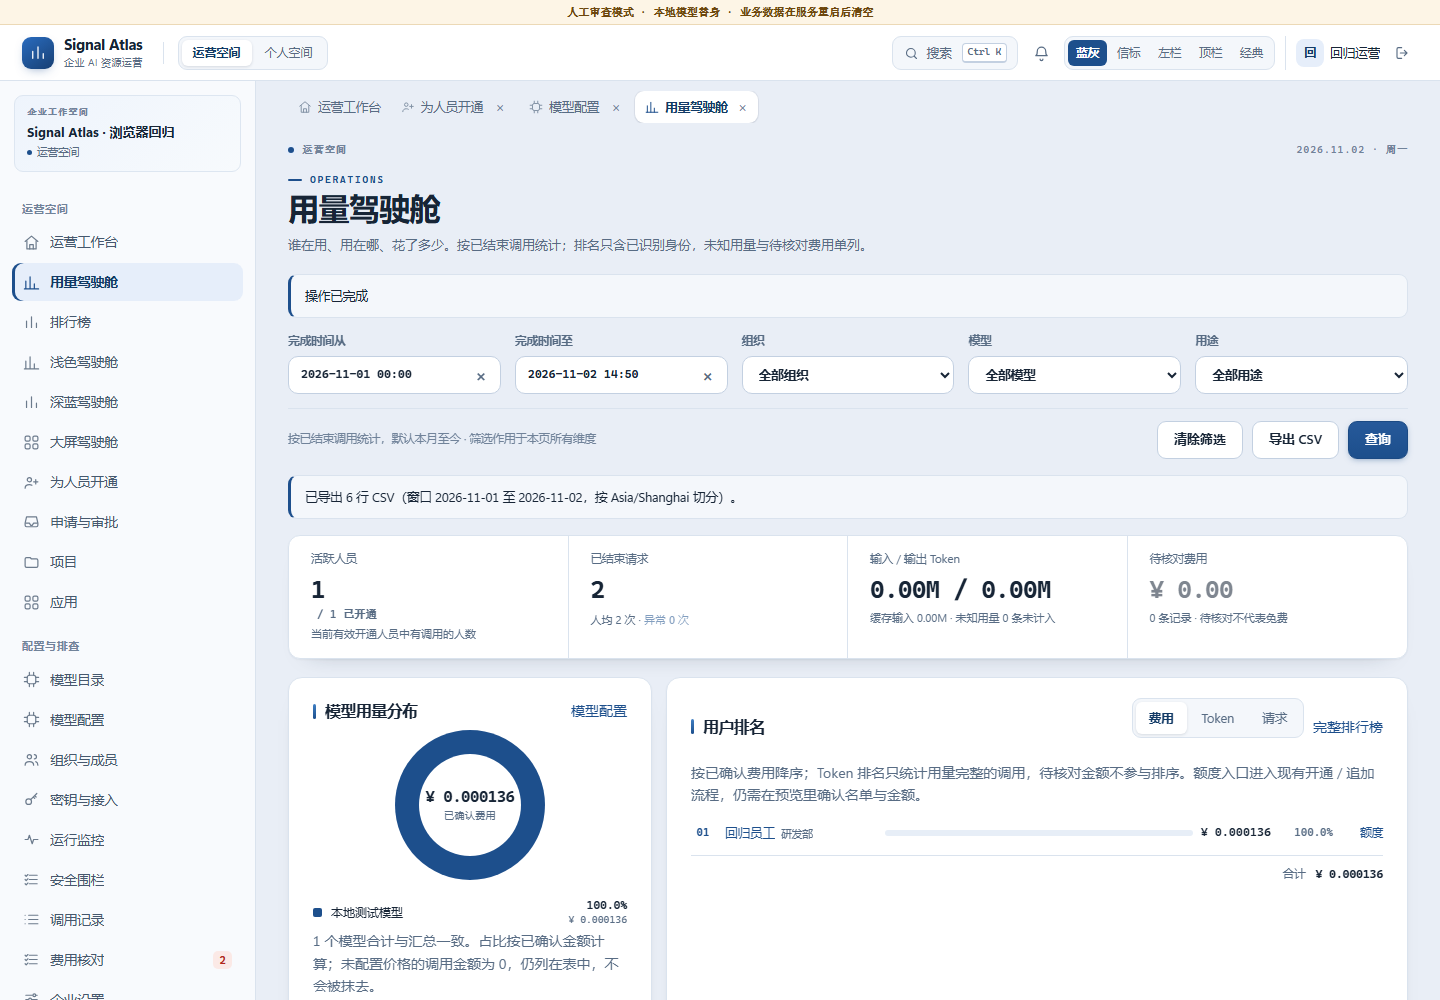 人工审查模式 · 本地模型替身 · 业务数据在服务重启后清空
Signal Atlas
企业 AI 资源运营
运营空间
个人空间
搜索
Ctrl K
蓝灰
信标
左栏
顶栏
经典
回
回归运营
企业工作空间
Signal Atlas · 浏览器回归
运营空间
运营空间
运营工作台
用量驾驶舱
排行榜
浅色驾驶舱
深蓝驾驶舱
大屏驾驶舱
为人员开通
申请与审批
项目
应用
配置与排查
模型目录
模型配置
组织与成员
密钥与接入
运行监控
安全围栏
调用记录
费用核对
2
企业设置
运营工作台
为人员开通 ×
模型配置 ×
用量驾驶舱 ×
运营空间
2026.11.02 · 周一
OPERATIONS
用量驾驶舱
谁在用、用在哪、花了多少。按已结束调用统计；排名只含已识别身份，未知用量与待核对费用单列。
操作已完成
完成时间从
完成时间至
组织
模型
用途
2026-11-01 00:00 ×
2026-11-02 14:50 ×
全部组织
全部模型
全部用途
按已结束调用统计，默认本月至今 · 筛选作用于本页所有维度
清除筛选
导出 CSV
查询
已导出 6 行 CSV（窗口 2026-11-01 至 2026-11-02，按 Asia/Shanghai 切分）。
活跃人员
1
/ 1 已开通
当前有效开通人员中有调用的人数
已结束请求
2
人均 2 次 · 异常 0 次
输入 / 输出 Token
0.00M / 0.00M
缓存输入 0.00M · 未知用量 0 条未计入
待核对费用
¥ 0.00
0 条记录 · 待核对不代表免费
模型用量分布
模型配置
¥ 0.000136
已确认费用
本地测试模型
100.0%
¥ 0.000136
1 个模型合计与汇总一致。占比按已确认金额计
算；未配置价格的调用金额为 0，仍列在表中，不
会被抹去。
用户排名
费用
Token
请求
完整排行榜
按已确认费用降序；Token 排名只统计用量完整的调用，待核对金额不参与排序。额度入口进入现有开通 / 追加
流程，仍需在预览里确认名单与金额。
01 回归员工 研发部 ¥ 0.000136 100.0% 额度
合计 ¥ 0.000136